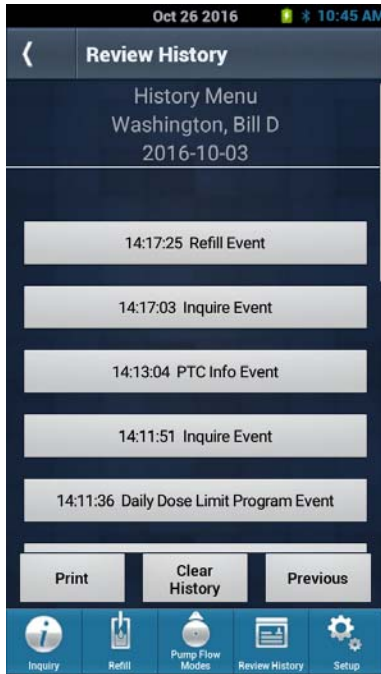 Oct 26 2016 10:45 AM
Review History
History Menu
Washington, Bill D
2016-10-03
14:17:25 Refill Event
14:17:03 Inquire Event
14:13:04 PTC Info Event
14:11:51 Inquire Event
14:11:36 Daily Dose Limit Program Event
Print
Clear
History
Previous
Inquiry
Refill
Pump Flow
Modes
Review History
Setup